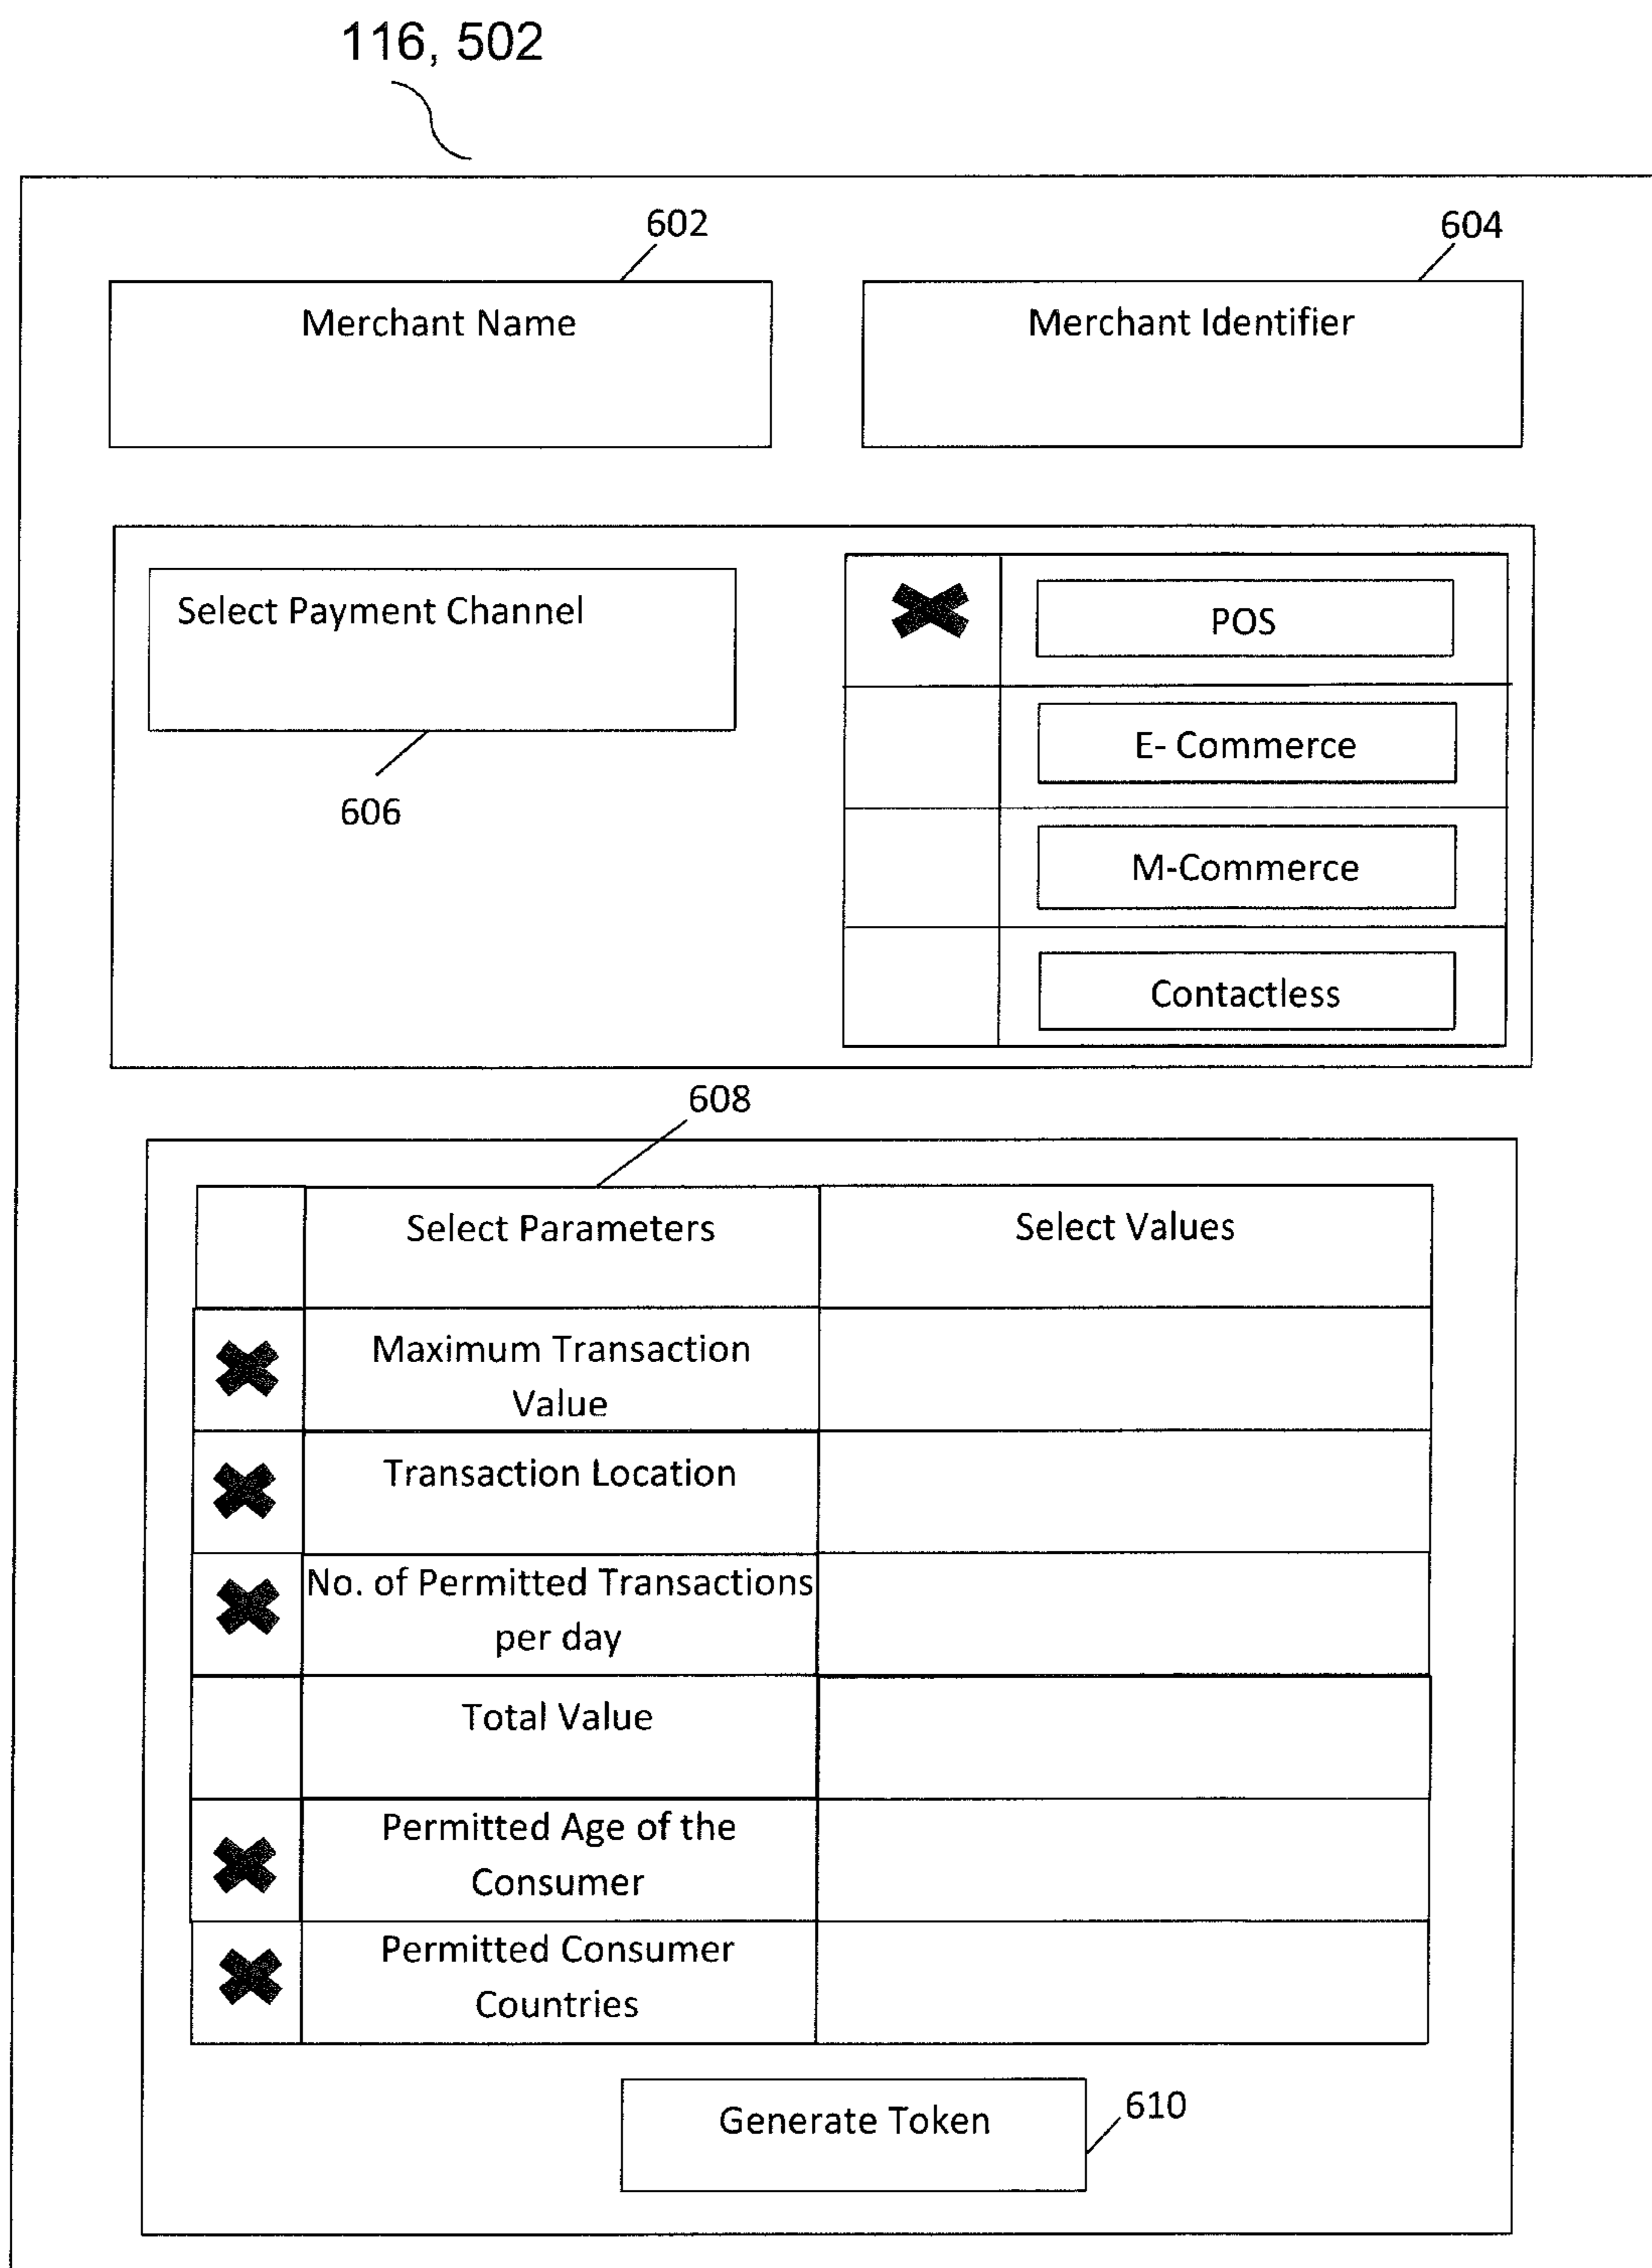 116, 502
602
604
Merchant Name
Merchant Identifier
Select Payment Channel
606
POS
E- Commerce
M-Commerce
Contactless
608
Select Parameters
Select Values
Maximum Transaction
Value
Transaction Location
No. of Permitted Transactions
per day
Total Value
Permitted Age of the
Consumer
Permitted Consumer
Countries
Generate Token
610